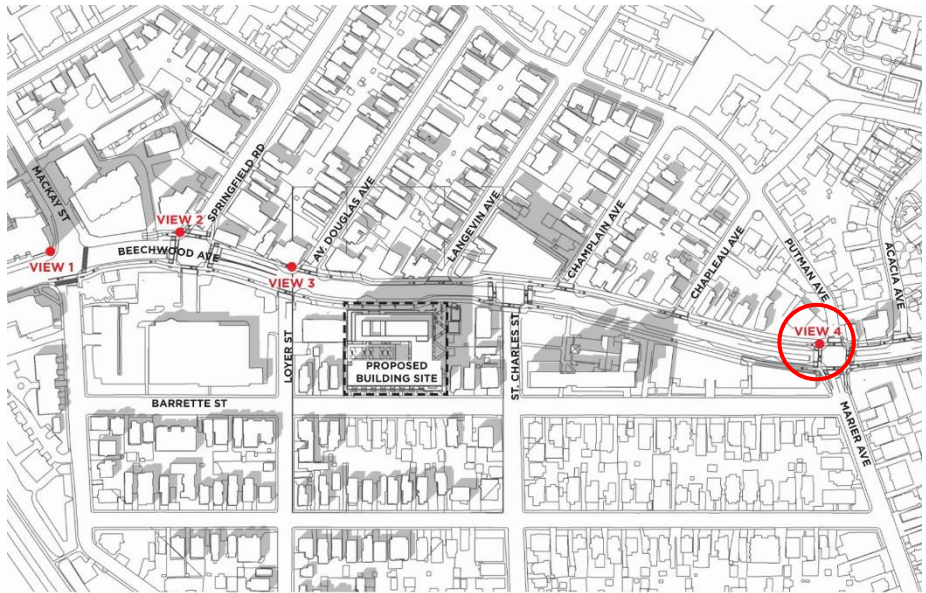 MACKAY ST
VIEW 1
VIEW 2
SPRINGFIELD RD
BEECHWOOD AVE
VIEW 3
AV. DOUGLAS AVE
LANGEVIN AVE
CHAMPLAIN AVE
CHAPLEAU AVE
PUTMAN AVE
ACACIA AVE
VIEW 4
LOYER ST
PROPOSED
BUILDING SITE
ST. CHARLES ST
BARRETTE ST
MARIER AVE